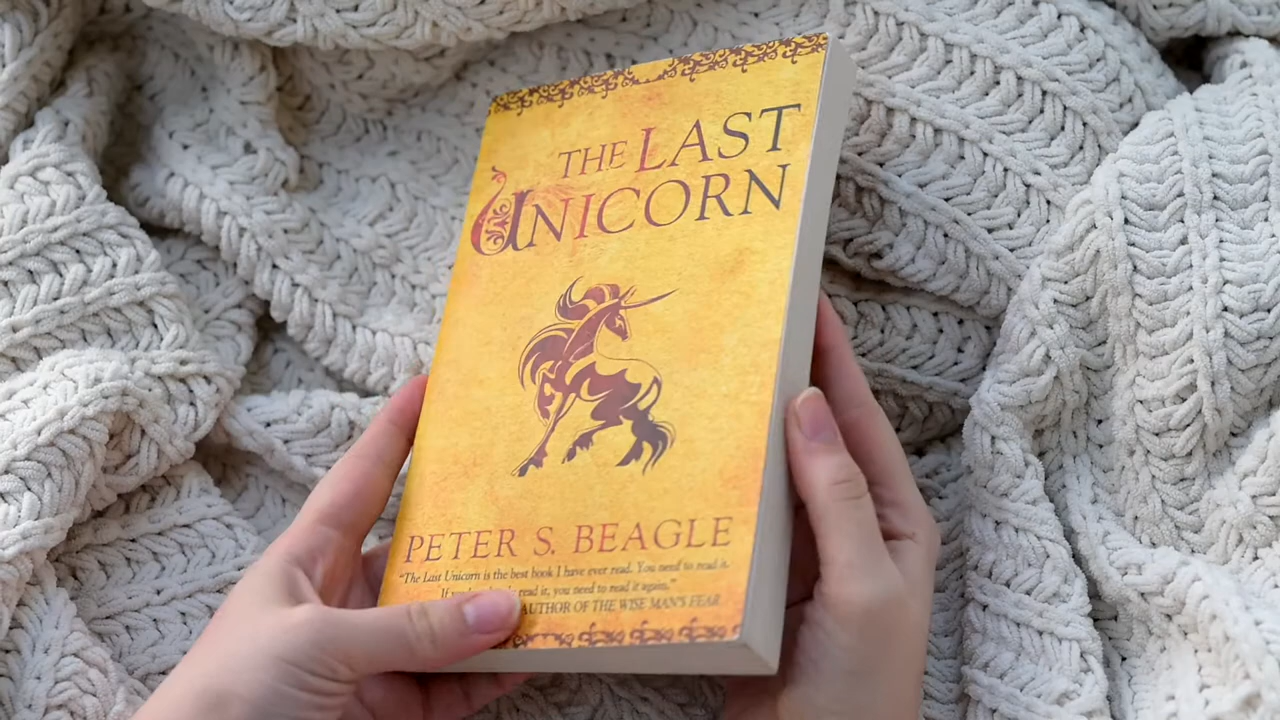 THE LAST
UNICORN
PETER S. BEAGLE
"The Last Unicorn is the best book I have ever read. You need to read it.
If read it, you need to read it again."
AUTHOR OF THE WISE MAN'S FEAR